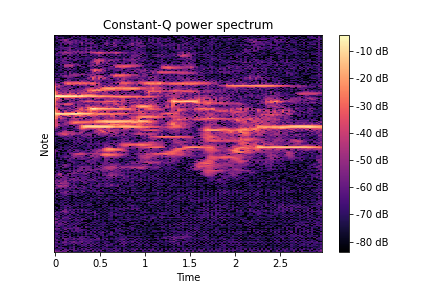 Constant-Q power spectrum
-10 dB
-20 dB
-30 dB
-40 dB
-50 dB
-60 dB
-70 dB
-80 dB
Note
0
0.5
1
1.5
2
2.5
Time